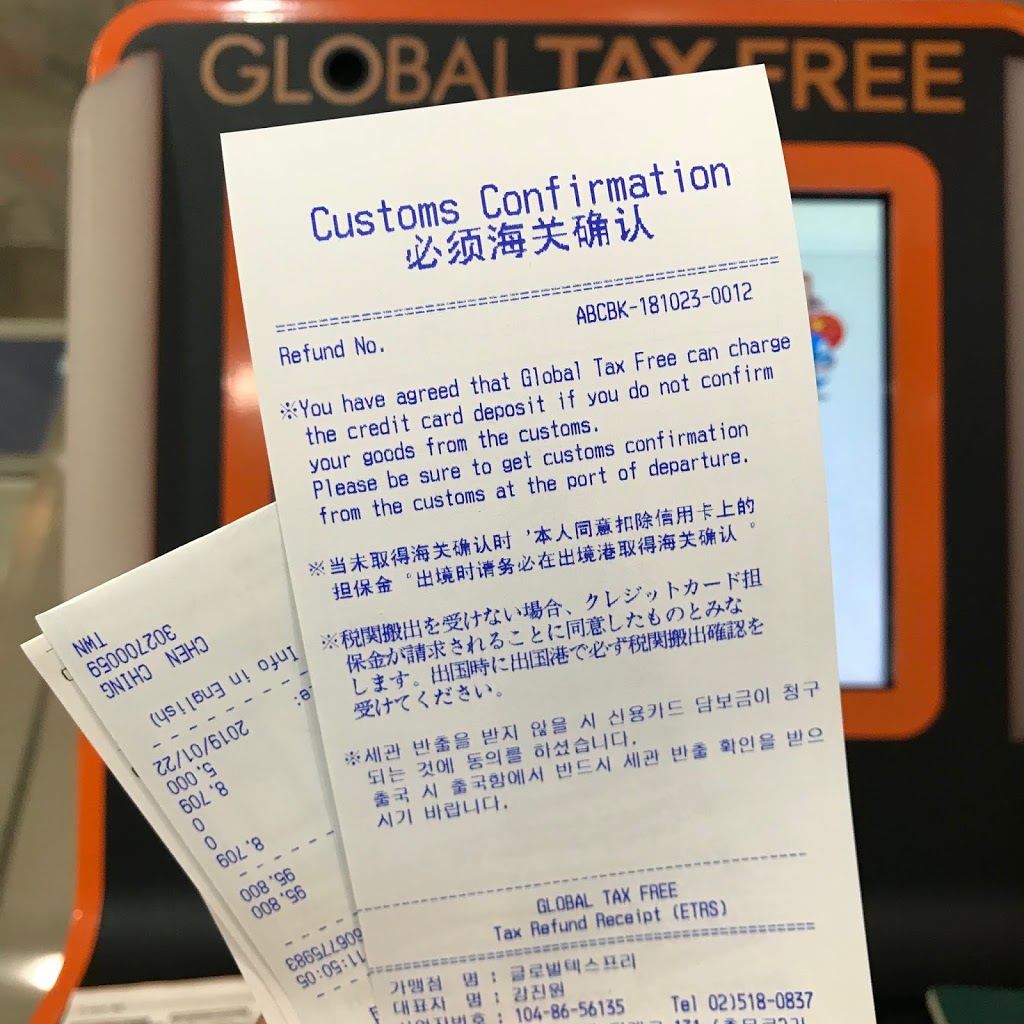 GLOBAL TAX FREE
Customs Confirmation
必须海关确认
Refund No. ABCBK-181023-0012
※You have agreed that Global Tax Free can charge
the credit card deposit if you do not confirm
your goods from the customs.
Please be sure to get customs confirmation
from the customs at the port of departure.
※当未取得海关确认时，本人同意扣除信用卡上的
担保金。出境时请务必在出境港取得海关确认。
※税関搬出を受けない場合、クレジットカード担
保金が請求されることに同意したものとみな
します。出国時に出国港で必ず税関搬出確認を
受けてください。
※세관 반출을 받지 않을 시 신용카드 담보금이 청구
되는 것에 동의를 하셨습니다.
출국 시 출국항에서 반드시 세관 반출 확인을 받으
시기 바랍니다.
GLOBAL TAX FREE
Tax Refund Receipt (ETRS)
가맹점 명 : 글로벌텍스프리
대표자 명 : 강진원
사업자번호 : 104-86-56135 Tel 02)518-0837
CHEN CHING
302700059
TWN
Info in English)
2019/01/22
5,000
8,709
0
0
8,709
95,800
95,800
606775983
11:50:05